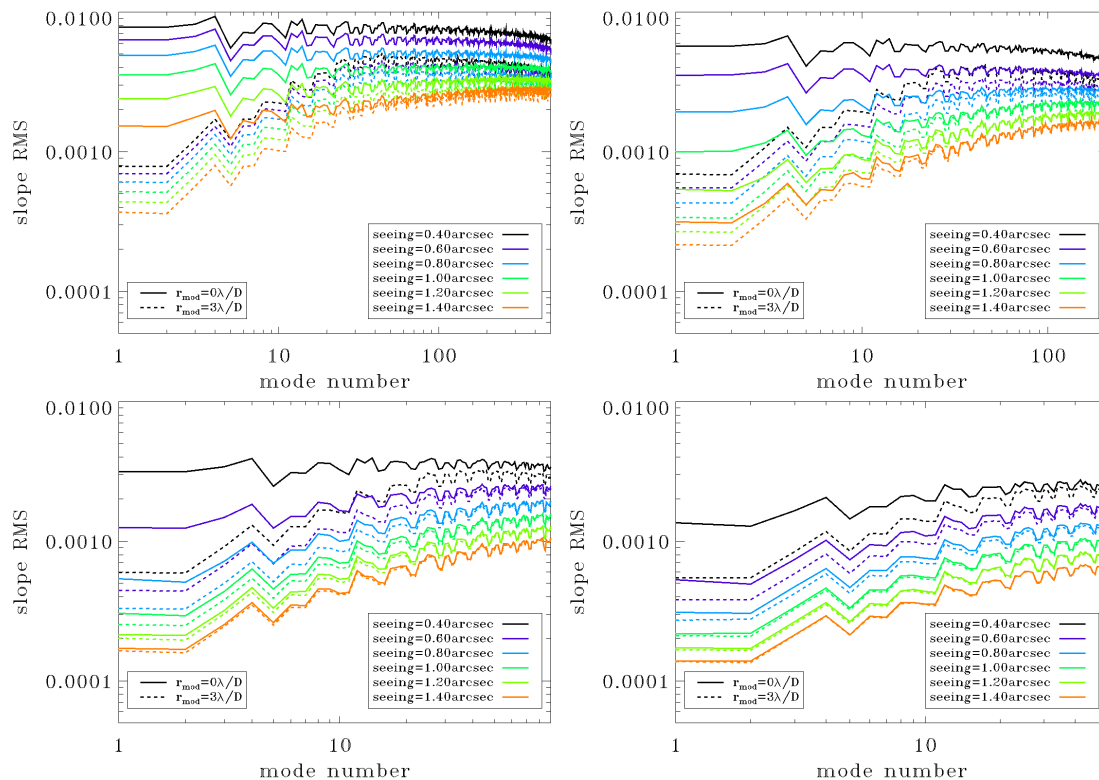 0.0100
0.0010
0.0001
slope RMS
seeing=0.40arcsec
seeing=0.60arcsec
seeing=0.80arcsec
seeing=1.00arcsec
seeing=1.20arcsec
seeing=1.40arcsec
r_mod=0λ/D
r_mod=3λ/D
1 10 100
mode number
0.0100
0.0010
0.0001
slope RMS
seeing=0.40arcsec
seeing=0.60arcsec
seeing=0.80arcsec
seeing=1.00arcsec
seeing=1.20arcsec
seeing=1.40arcsec
r_mod=0λ/D
r_mod=3λ/D
1 10 100
mode number
0.0100
0.0010
0.0001
slope RMS
seeing=0.40arcsec
seeing=0.60arcsec
seeing=0.80arcsec
seeing=1.00arcsec
seeing=1.20arcsec
seeing=1.40arcsec
r_mod=0λ/D
r_mod=3λ/D
1 10
mode number
0.0100
0.0010
0.0001
slope RMS
seeing=0.40arcsec
seeing=0.60arcsec
seeing=0.80arcsec
seeing=1.00arcsec
seeing=1.20arcsec
seeing=1.40arcsec
r_mod=0λ/D
r_mod=3λ/D
1 10
mode number